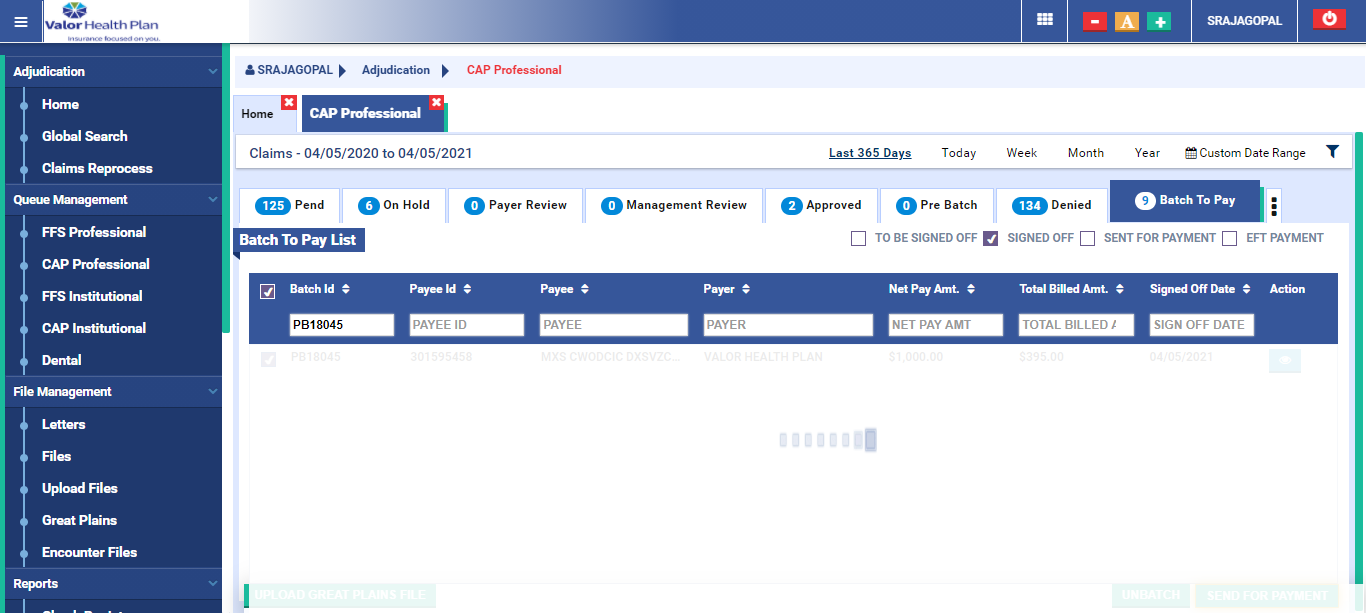 Valor Health Plan
Insurance focused on you.
A
SRAJAGOPAL
Adjudication
Home
Global Search
Claims Reprocess
Queue Management
FFS Professional
CAP Professional
FFS Institutional
CAP Institutional
Dental
File Management
Letters
Files
Upload Files
Great Plains
Encounter Files
Reports
SRAJAGOPAL Adjudication CAP Professional
Home CAP Professional
Claims - 04/05/2020 to 04/05/2021 Last 365 Days Today Week Month Year Custom Date Range
125 Pend 6 On Hold 0 Payer Review 0 Management Review 2 Approved 0 Pre Batch 134 Denied 9 Batch To Pay
Batch To Pay List TO BE SIGNED OFF SIGNED OFF SENT FOR PAYMENT EFT PAYMENT
Batch Id Payee Id Payee Payer Net Pay Amt. Total Billed Amt. Signed Off Date Action
PB18045 PAYEE ID PAYEE PAYER NET PAY AMT TOTAL BILLED A SIGN OFF DATE
PB18045 301595458 MXS CWODCIC DXSVZC... VALOR HEALTH PLAN $1,000.00 $395.00 04/05/2021
UPLOAD GREAT PLAINS FILE UNBATCH SEND FOR PAYMENT